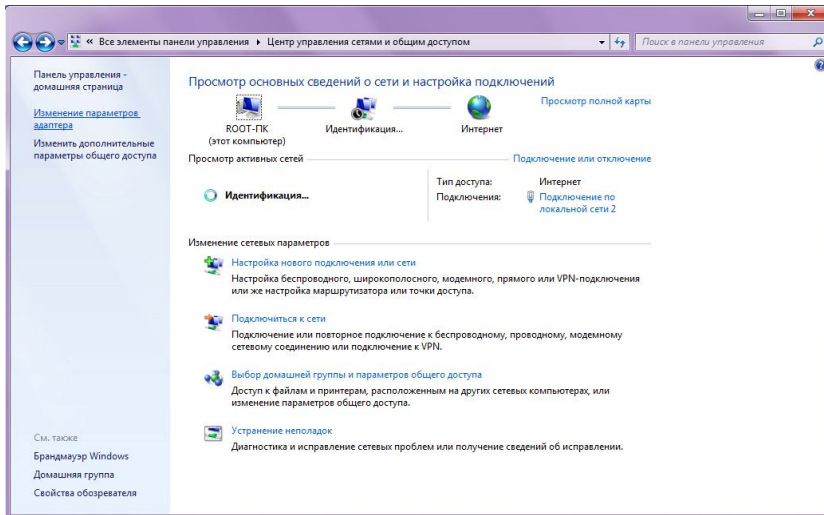 « Все элементы панели управления ▸ Центр управления сетями и общим доступом
Поиск в панели управления
Панель управления -
домашняя страница
Изменение параметров
адаптера
Изменить дополнительные
параметры общего доступа
См. также
Брандмауэр Windows
Домашняя группа
Свойства обозревателя
Просмотр основных сведений о сети и настройка подключений
Просмотр полной карты
ROOT-ПК
(этот компьютер)
Идентификация...
Интернет
Просмотр активных сетей
Подключение или отключение
Идентификация...
Тип доступа: Интернет
Подключения: Подключение по
локальной сети 2
Изменение сетевых параметров
Настройка нового подключения или сети
Настройка беспроводного, широкополосного, модемного, прямого или VPN-подключения
или же настройка маршрутизатора или точки доступа.
Подключиться к сети
Подключение или повторное подключение к беспроводному, проводному, модемному
сетевому соединению или подключение к VPN.
Выбор домашней группы и параметров общего доступа
Доступ к файлам и принтерам, расположенным на других сетевых компьютерах, или
изменение параметров общего доступа.
Устранение неполадок
Диагностика и исправление сетевых проблем или получение сведений об исправлении.